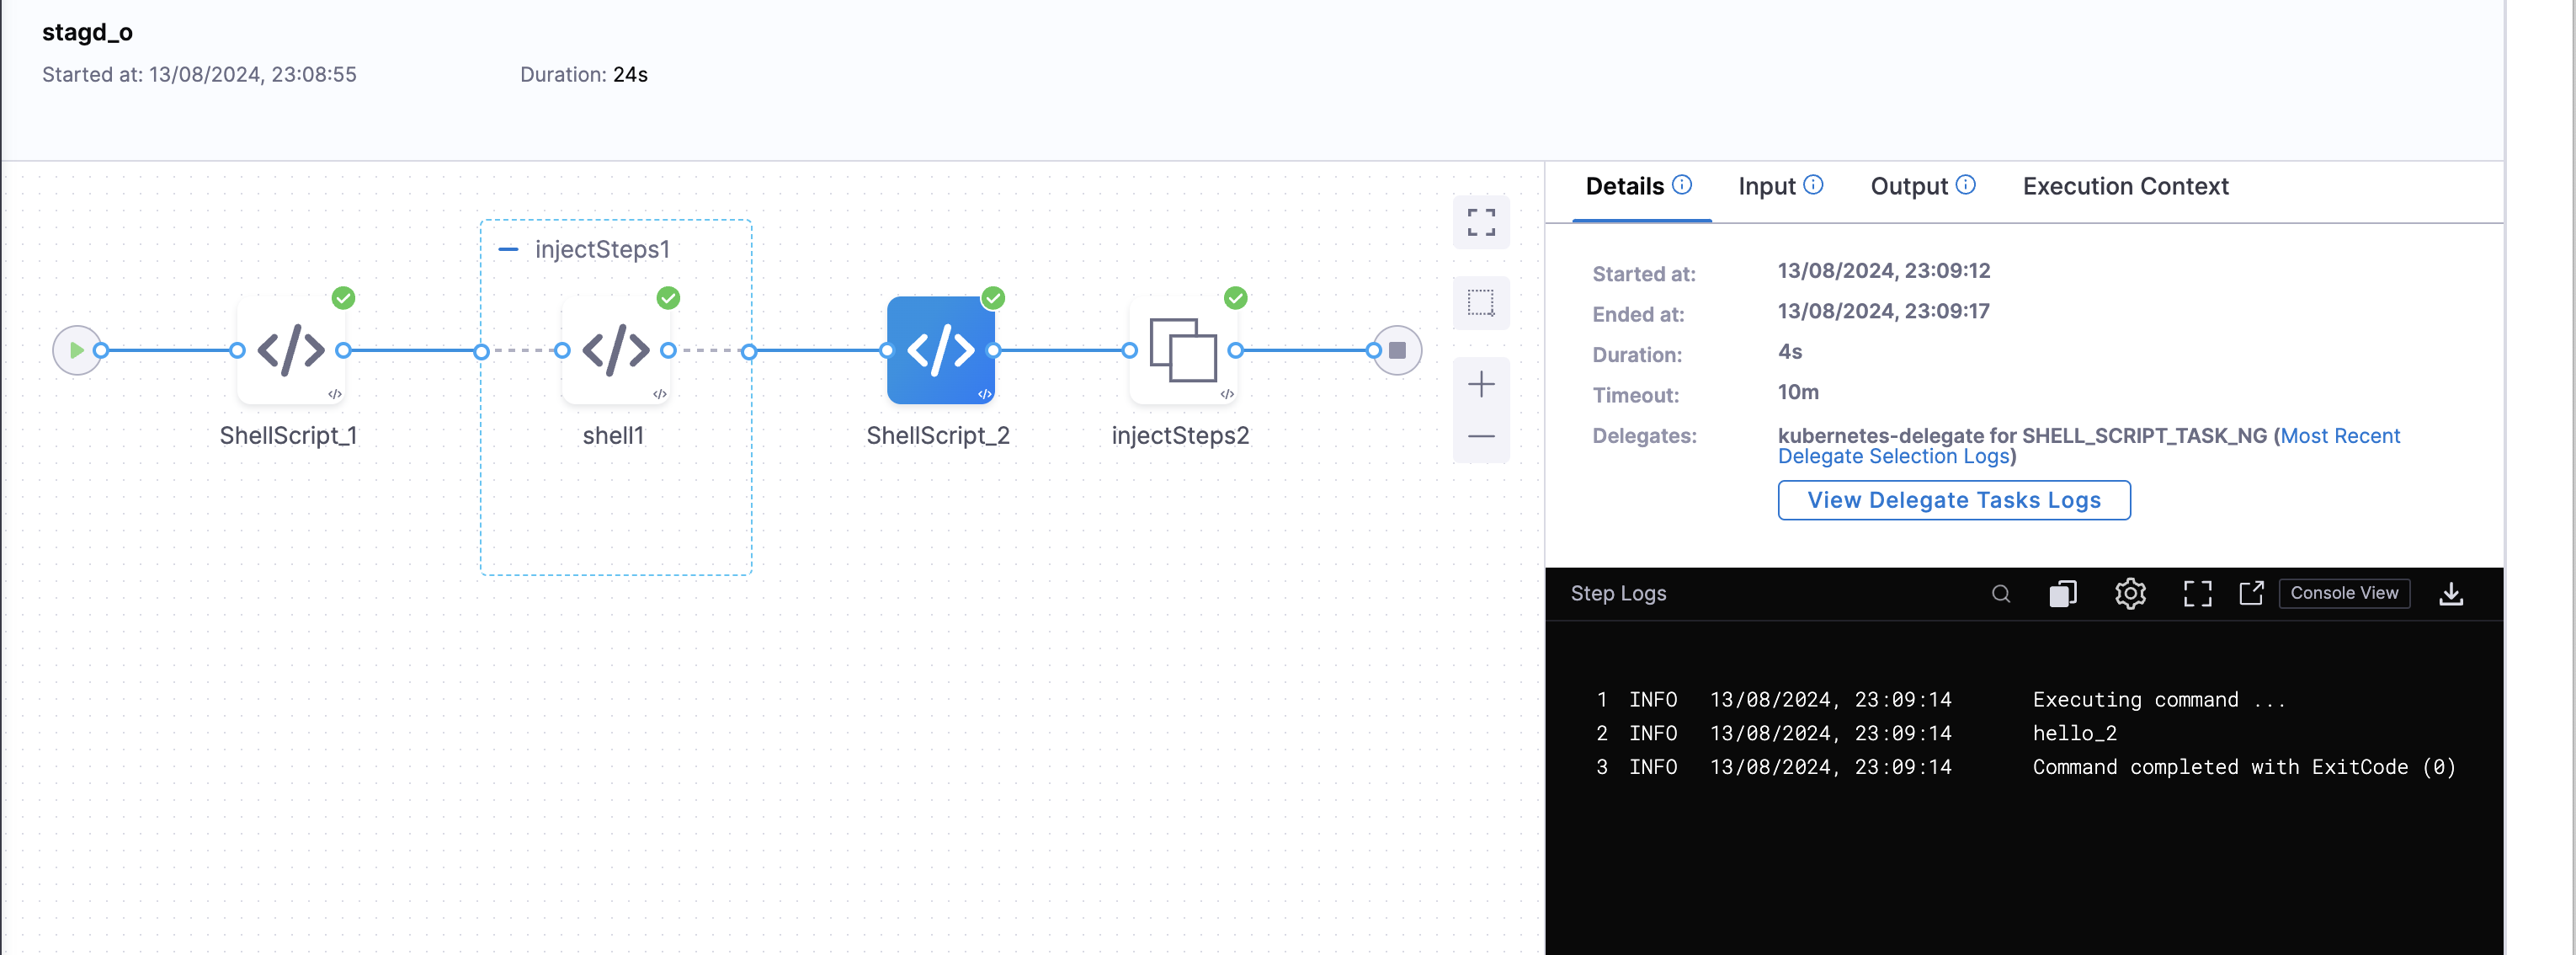 stagd_o
Started at: 13/08/2024, 23:08:55 Duration: 24s
injectSteps1
ShellScript_1 shell1 ShellScript_2 injectSteps2
Details Input Output Execution Context
Started at: 13/08/2024, 23:09:12
Ended at: 13/08/2024, 23:09:17
Duration: 4s
Timeout: 10m
Delegates: kubernetes-delegate for SHELL_SCRIPT_TASK_NG (Most Recent
Delegate Selection Logs)
View Delegate Tasks Logs
Step Logs Console View
1 INFO 13/08/2024, 23:09:14 Executing command ...
2 INFO 13/08/2024, 23:09:14 hello_2
3 INFO 13/08/2024, 23:09:14 Command completed with ExitCode (0)